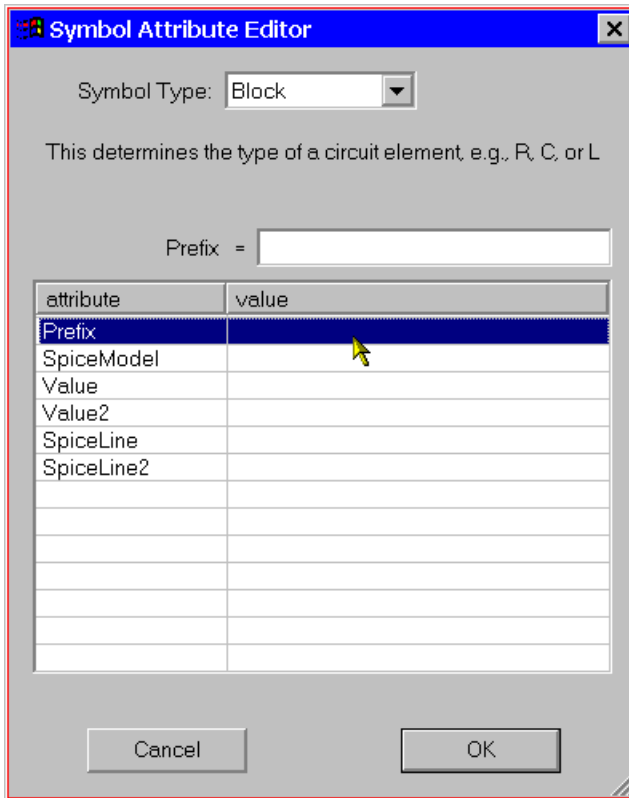 Symbol Attribute Editor
Symbol Type: Block
This determines the type of a circuit element, e.g., R, C, or L
Prefix =
attribute value
Prefix
SpiceModel
Value
Value2
SpiceLine
SpiceLine2
Cancel OK